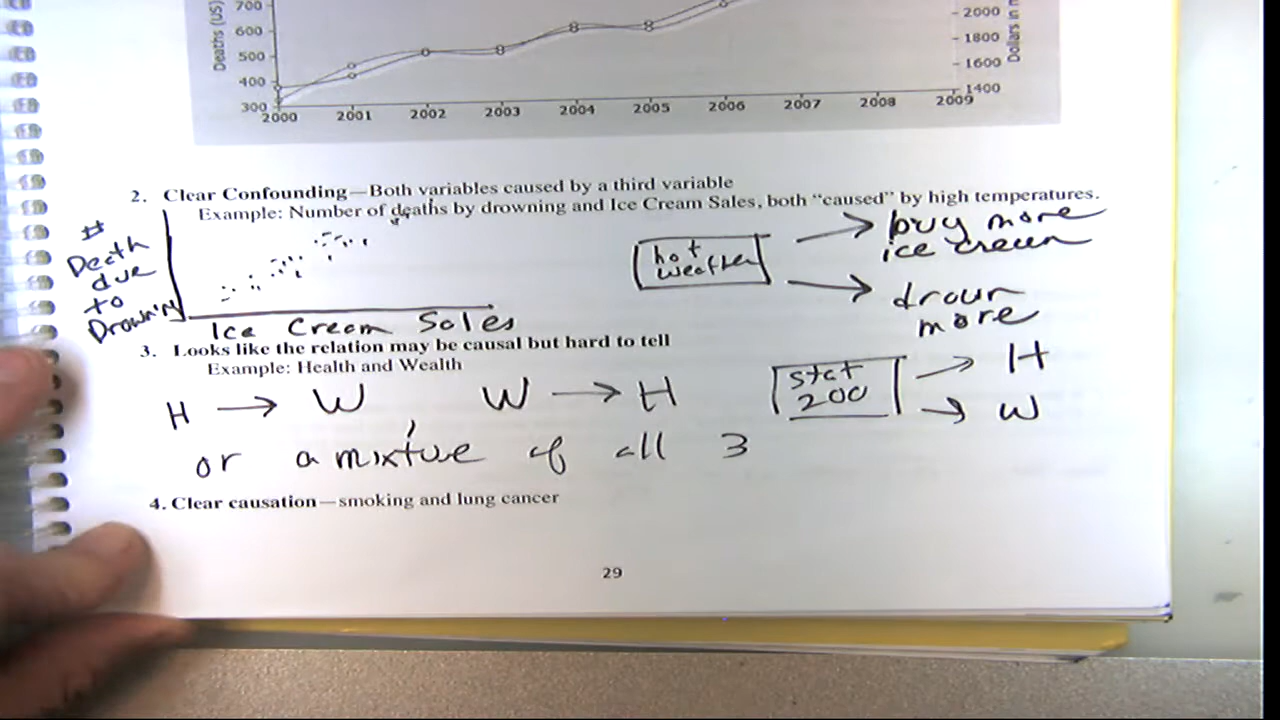 700
600
500
400
300
Deaths (US)
2000
1800
1600
1400
Dollars in
2000 2001 2002 2003 2004 2005 2006 2007 2008 2009
2. Clear Confounding—Both variables caused by a third variable
Example: Number of deaths by drowning and Ice Cream Sales, both “caused” by high temperatures.
#
Death
due
to
Drown'n
Ice Cream Sales
hot
weather
buy more
ice cream
drown
more
3. Looks like the relation may be causal but hard to tell
Example: Health and Wealth
H → W W → H
stat
200
H
W
or a mixture of all 3
4. Clear causation—smoking and lung cancer
29